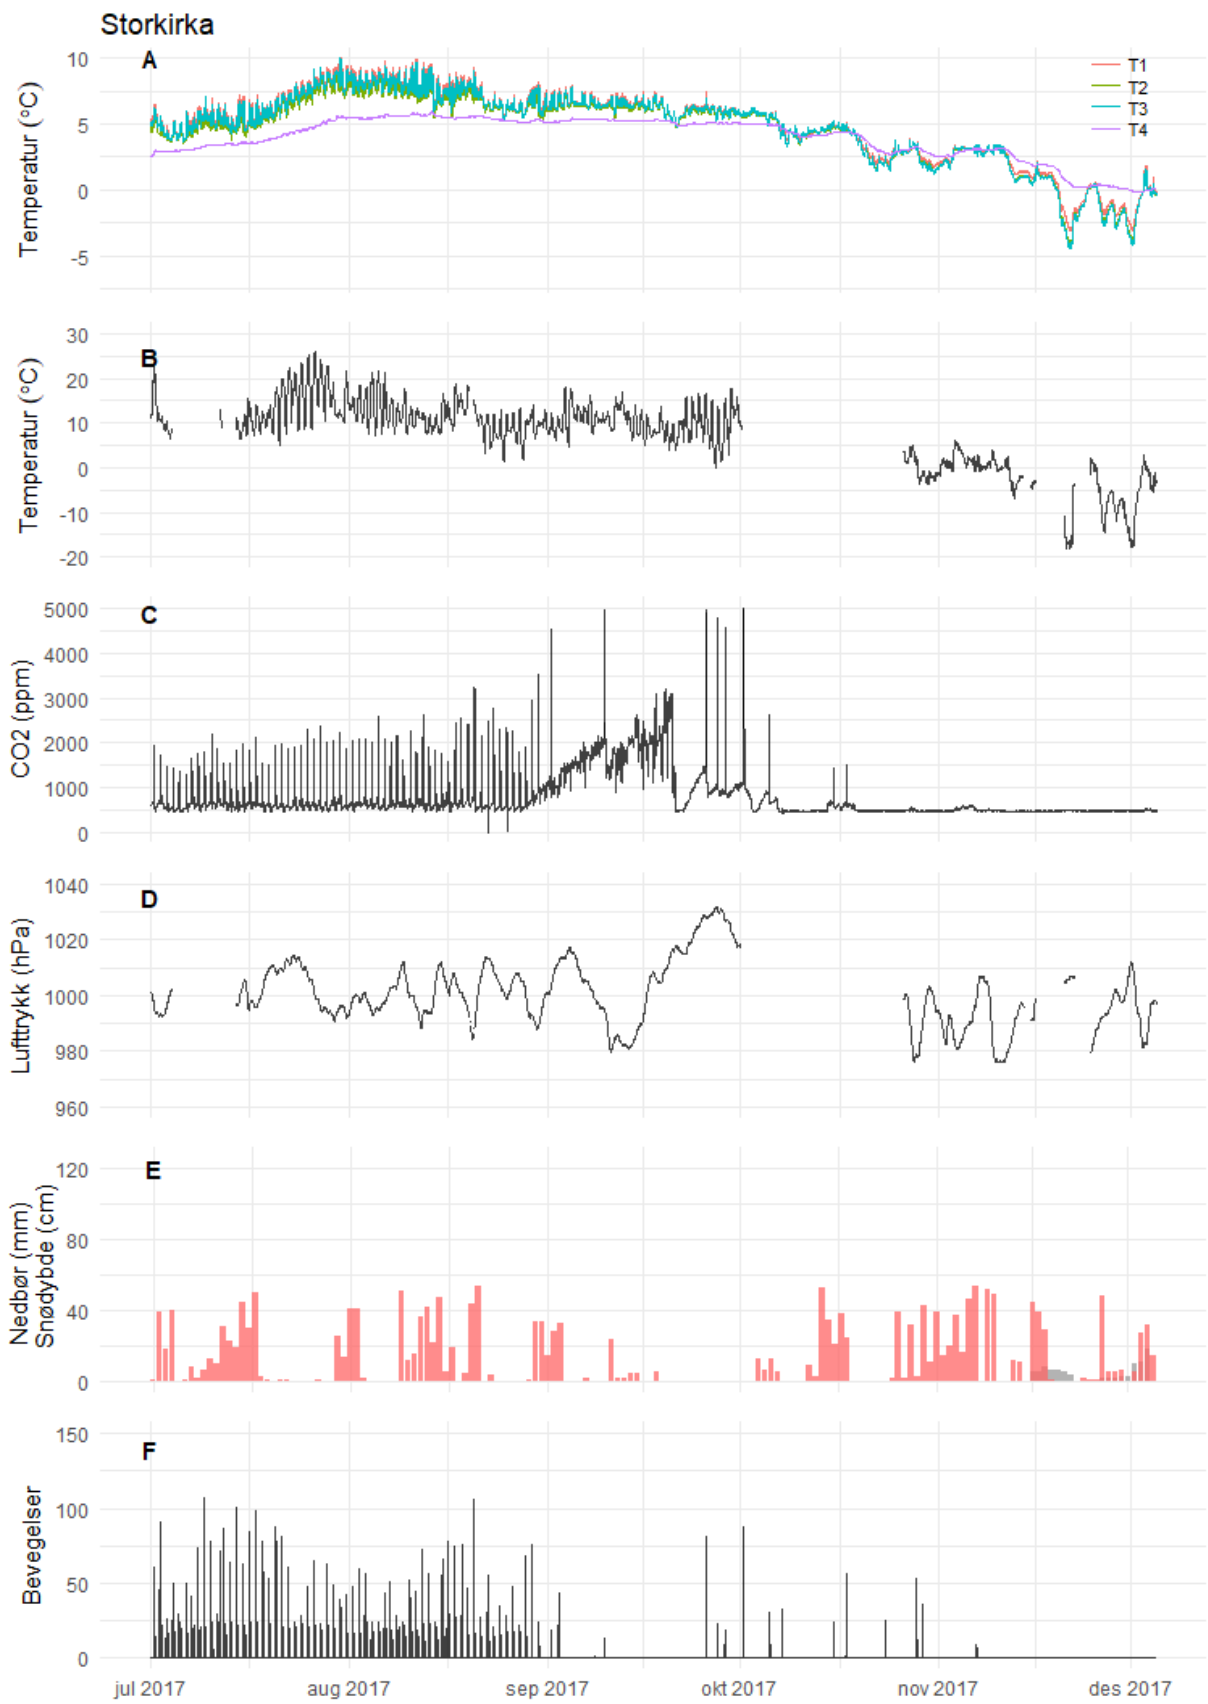 Storkirka
A
10
5
0
-5
Temperatur (°C)
T1
T2
T3
T4
B
30
20
10
0
-10
-20
Temperatur (°C)
C
5000
4000
3000
2000
1000
0
CO2 (ppm)
D
1040
1020
1000
980
960
Lufttrykk (hPa)
E
120
80
40
0
Nedbør (mm)
Snødybde (cm)
F
150
100
50
0
Bevegelser
jul 2017
aug 2017
sep 2017
okt 2017
nov 2017
des 2017